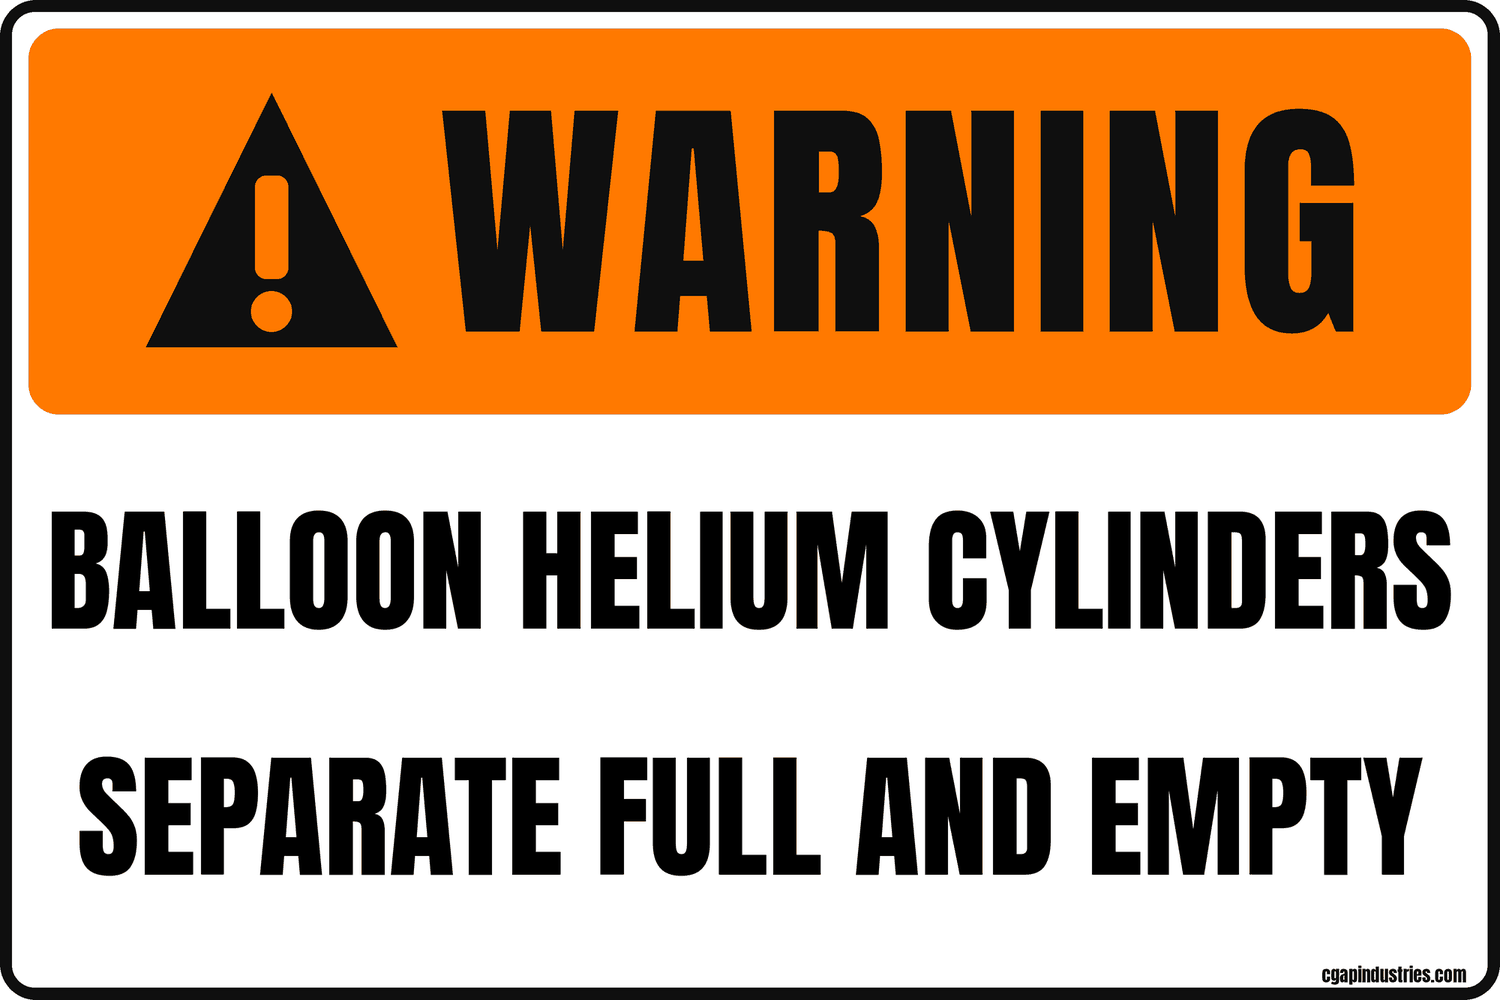 WARNING
BALLOON HELIUM CYLINDERS
SEPARATE FULL AND EMPTY
cgapindustries.com